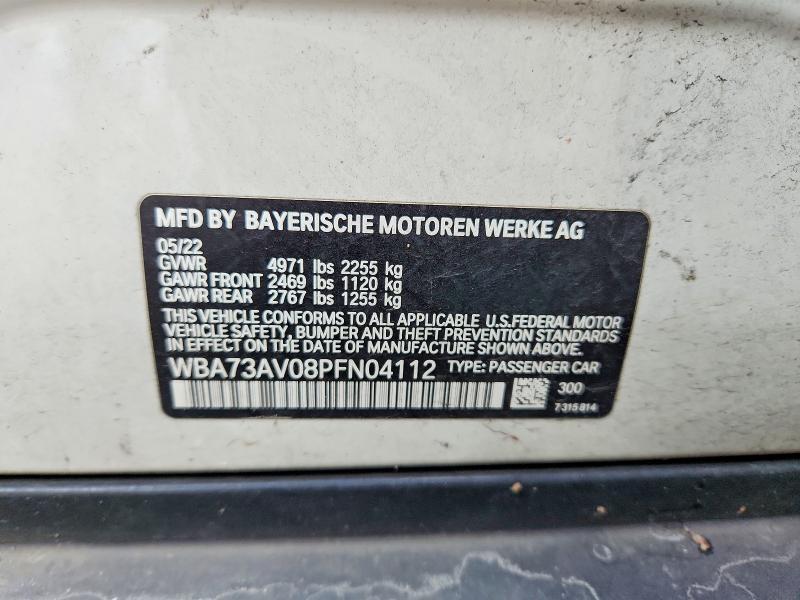 MFD BY BAYERISCHE MOTOREN WERKE AG
05/22
GVWR 4971 lbs 2255 kg
GAWR FRONT 2469 lbs 1120 kg
GAWR REAR 2767 lbs 1255 kg
THIS VEHICLE CONFORMS TO ALL APPLICABLE U.S.FEDERAL MOTOR
VEHICLE SAFETY, BUMPER AND THEFT PREVENTION STANDARDS
IN EFFECT ON THE DATE OF MANUFACTURE SHOWN ABOVE.
WBA73AV08PFN04112 TYPE: PASSENGER CAR
300
7315814